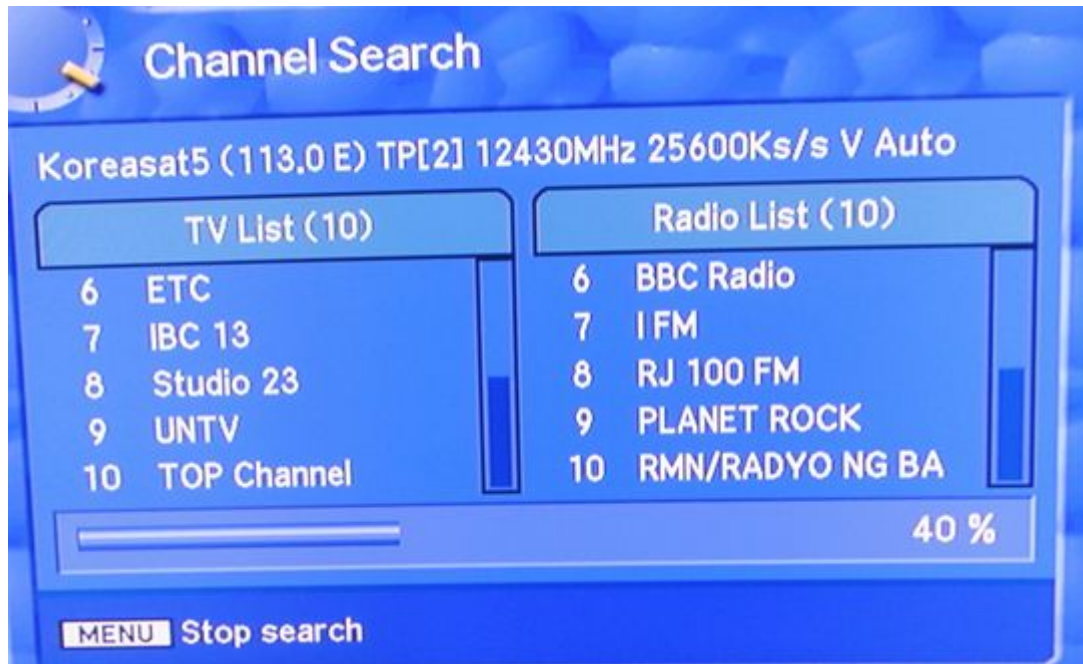 Channel Search
Koreasat5 (113.0 E) TP[2] 12430MHz 25600Ks/s V Auto
TV List (10)
6 ETC
7 IBC 13
8 Studio 23
9 UNTV
10 TOP Channel
Radio List (10)
6 BBC Radio
7 I FM
8 RJ 100 FM
9 PLANET ROCK
10 RMN/RADYO NG BA
40 %
MENU Stop search